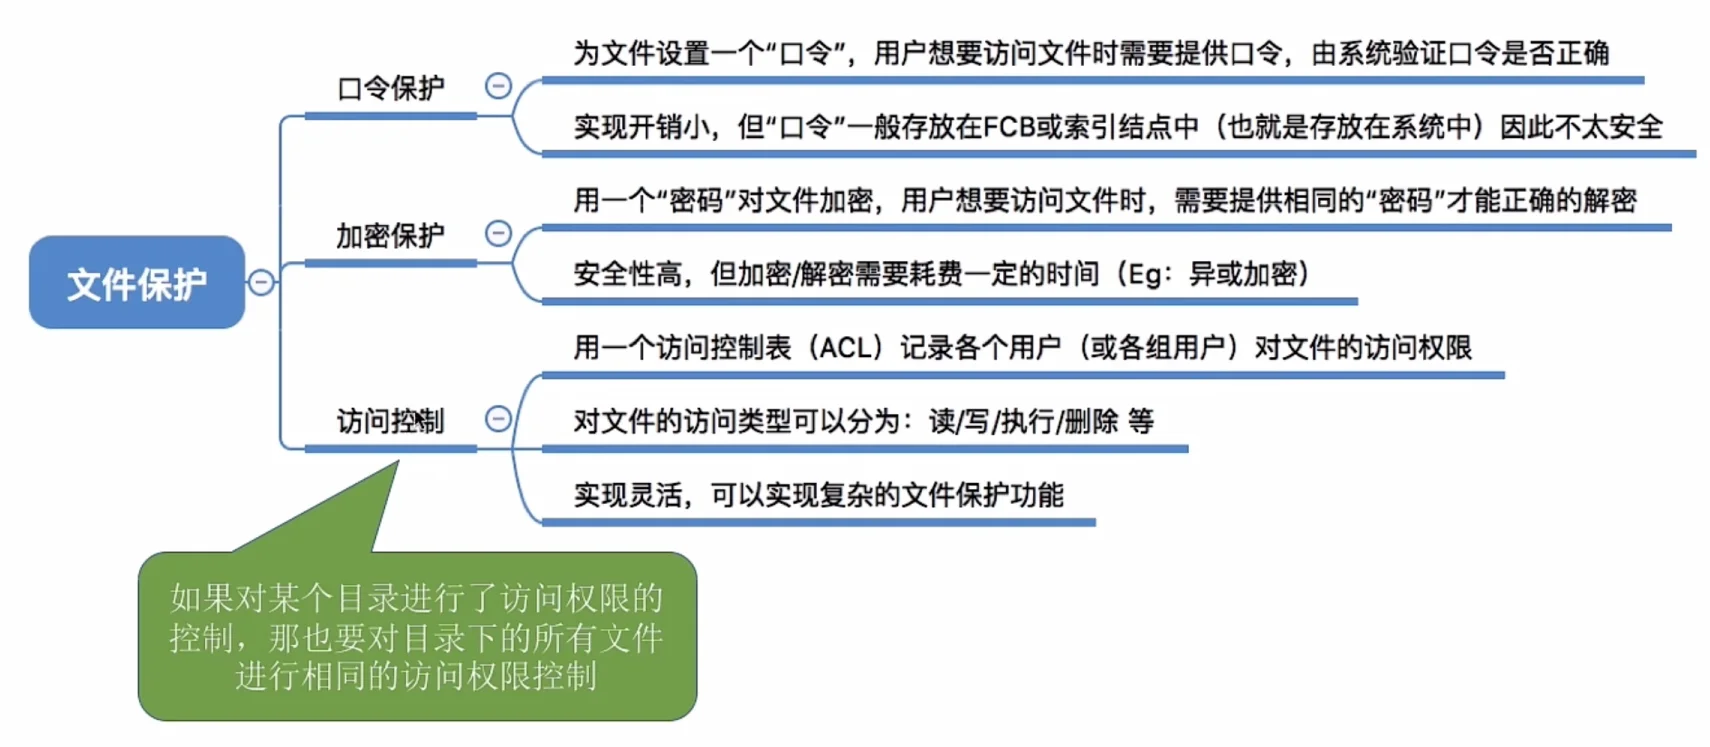 为文件设置一个“口令”，用户想要访问文件时需要提供口令，由系统验证口令是否正确
口令保护
实现开销小，但“口令”一般存放在FCB或索引结点中（也就是存放在系统中）因此不太安全
用一个“密码”对文件加密，用户想要访问文件时，需要提供相同的“密码”才能正确的解密
加密保护
文件保护
安全性高，但加密/解密需要耗费一定的时间（Eg：异或加密）
用一个访问控制表（ACL）记录各个用户（或各组用户）对文件的访问权限
访问控制
对文件的访问类型可以分为：读/写/执行/删除 等
实现灵活，可以实现复杂的文件保护功能
如果对某个目录进行了访问权限的
控制，那也要对目录下的所有文件
进行相同的访问权限控制